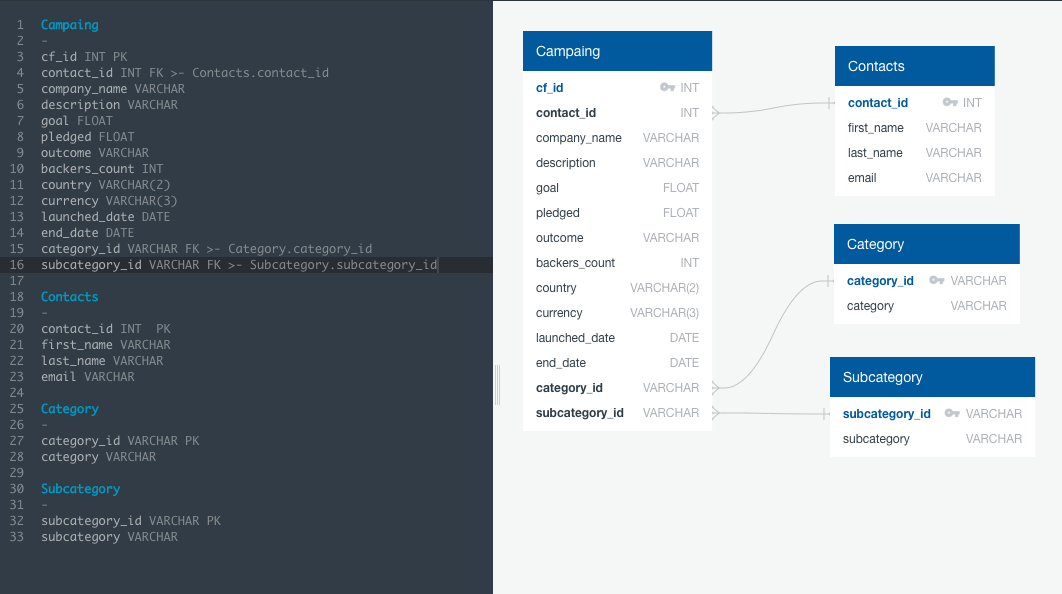 1 Campaing
2 -
3 cf_id INT PK
4 contact_id INT FK >- Contacts.contact_id
5 company_name VARCHAR
6 description VARCHAR
7 goal FLOAT
8 pledged FLOAT
9 outcome VARCHAR
10 backers_count INT
11 country VARCHAR(2)
12 currency VARCHAR(3)
13 launched_date DATE
14 end_date DATE
15 category_id VARCHAR FK >- Category.category_id
16 subcategory_id VARCHAR FK >- Subcategory.subcategory_id
17
18 Contacts
19 -
20 contact_id INT  PK
21 first_name VARCHAR
22 last_name VARCHAR
23 email VARCHAR
24
25 Category
26 -
27 category_id VARCHAR PK
28 category VARCHAR
29
30 Subcategory
31 -
32 subcategory_id VARCHAR PK
33 subcategory VARCHAR
Campaing
cf_id INT
contact_id INT
company_name VARCHAR
description VARCHAR
goal FLOAT
pledged FLOAT
outcome VARCHAR
backers_count INT
country VARCHAR(2)
currency VARCHAR(3)
launched_date DATE
end_date DATE
category_id VARCHAR
subcategory_id VARCHAR
Contacts
contact_id INT
first_name VARCHAR
last_name VARCHAR
email VARCHAR
Category
category_id VARCHAR
category VARCHAR
Subcategory
subcategory_id VARCHAR
subcategory VARCHAR